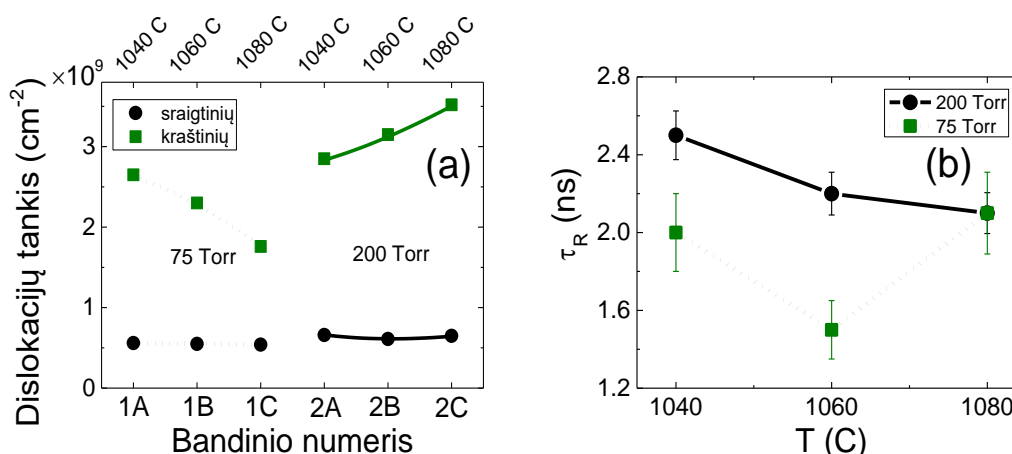 1040 C 1060 C 1080 C 1040 C 1060 C 1080 C
×10⁹
Dislokacijų tankis (cm⁻²)
3
2
1
0
sraigtinių
kraštinių
(a)
75 Torr
200 Torr
1A 1B 1C 2A 2B 2C
Bandinio numeris
τR (ns)
2.8
2.4
2.0
1.6
1.2
200 Torr
75 Torr
(b)
1040 1060 1080
T (C)